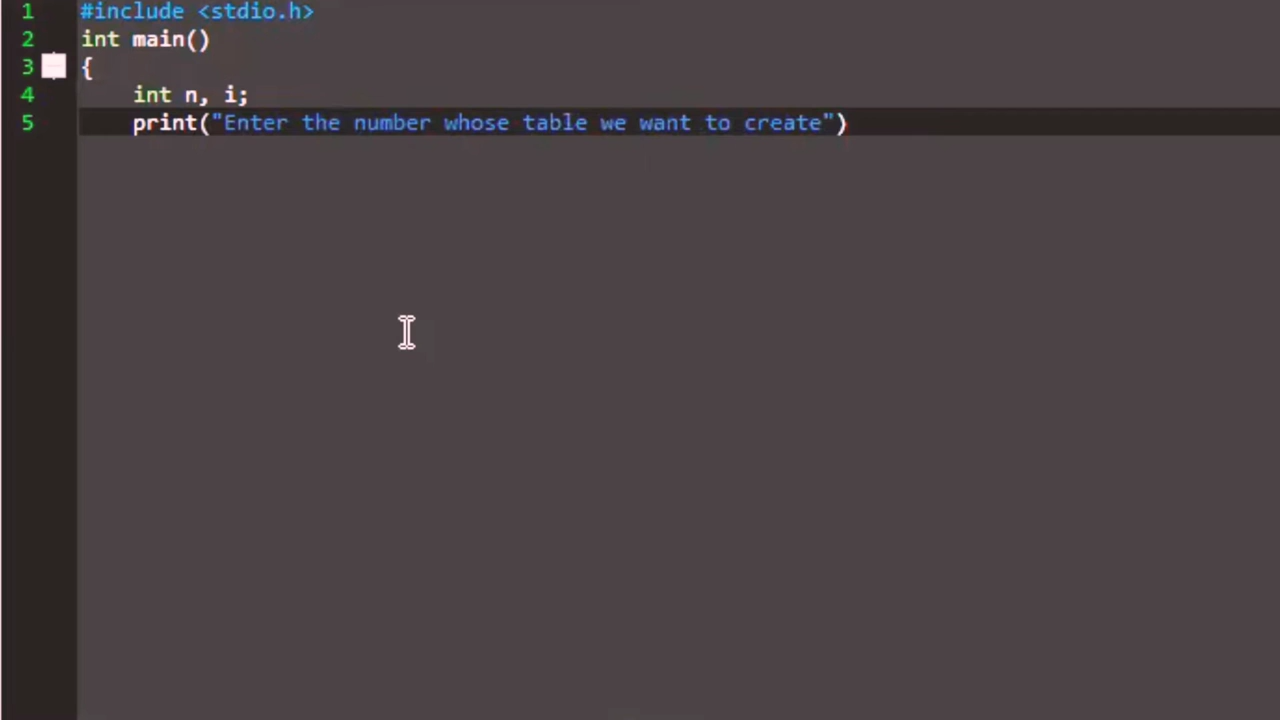 1 #include <stdio.h>
2 int main()
3 {
4 int n, i;
5 print("Enter the number whose table we want to create")